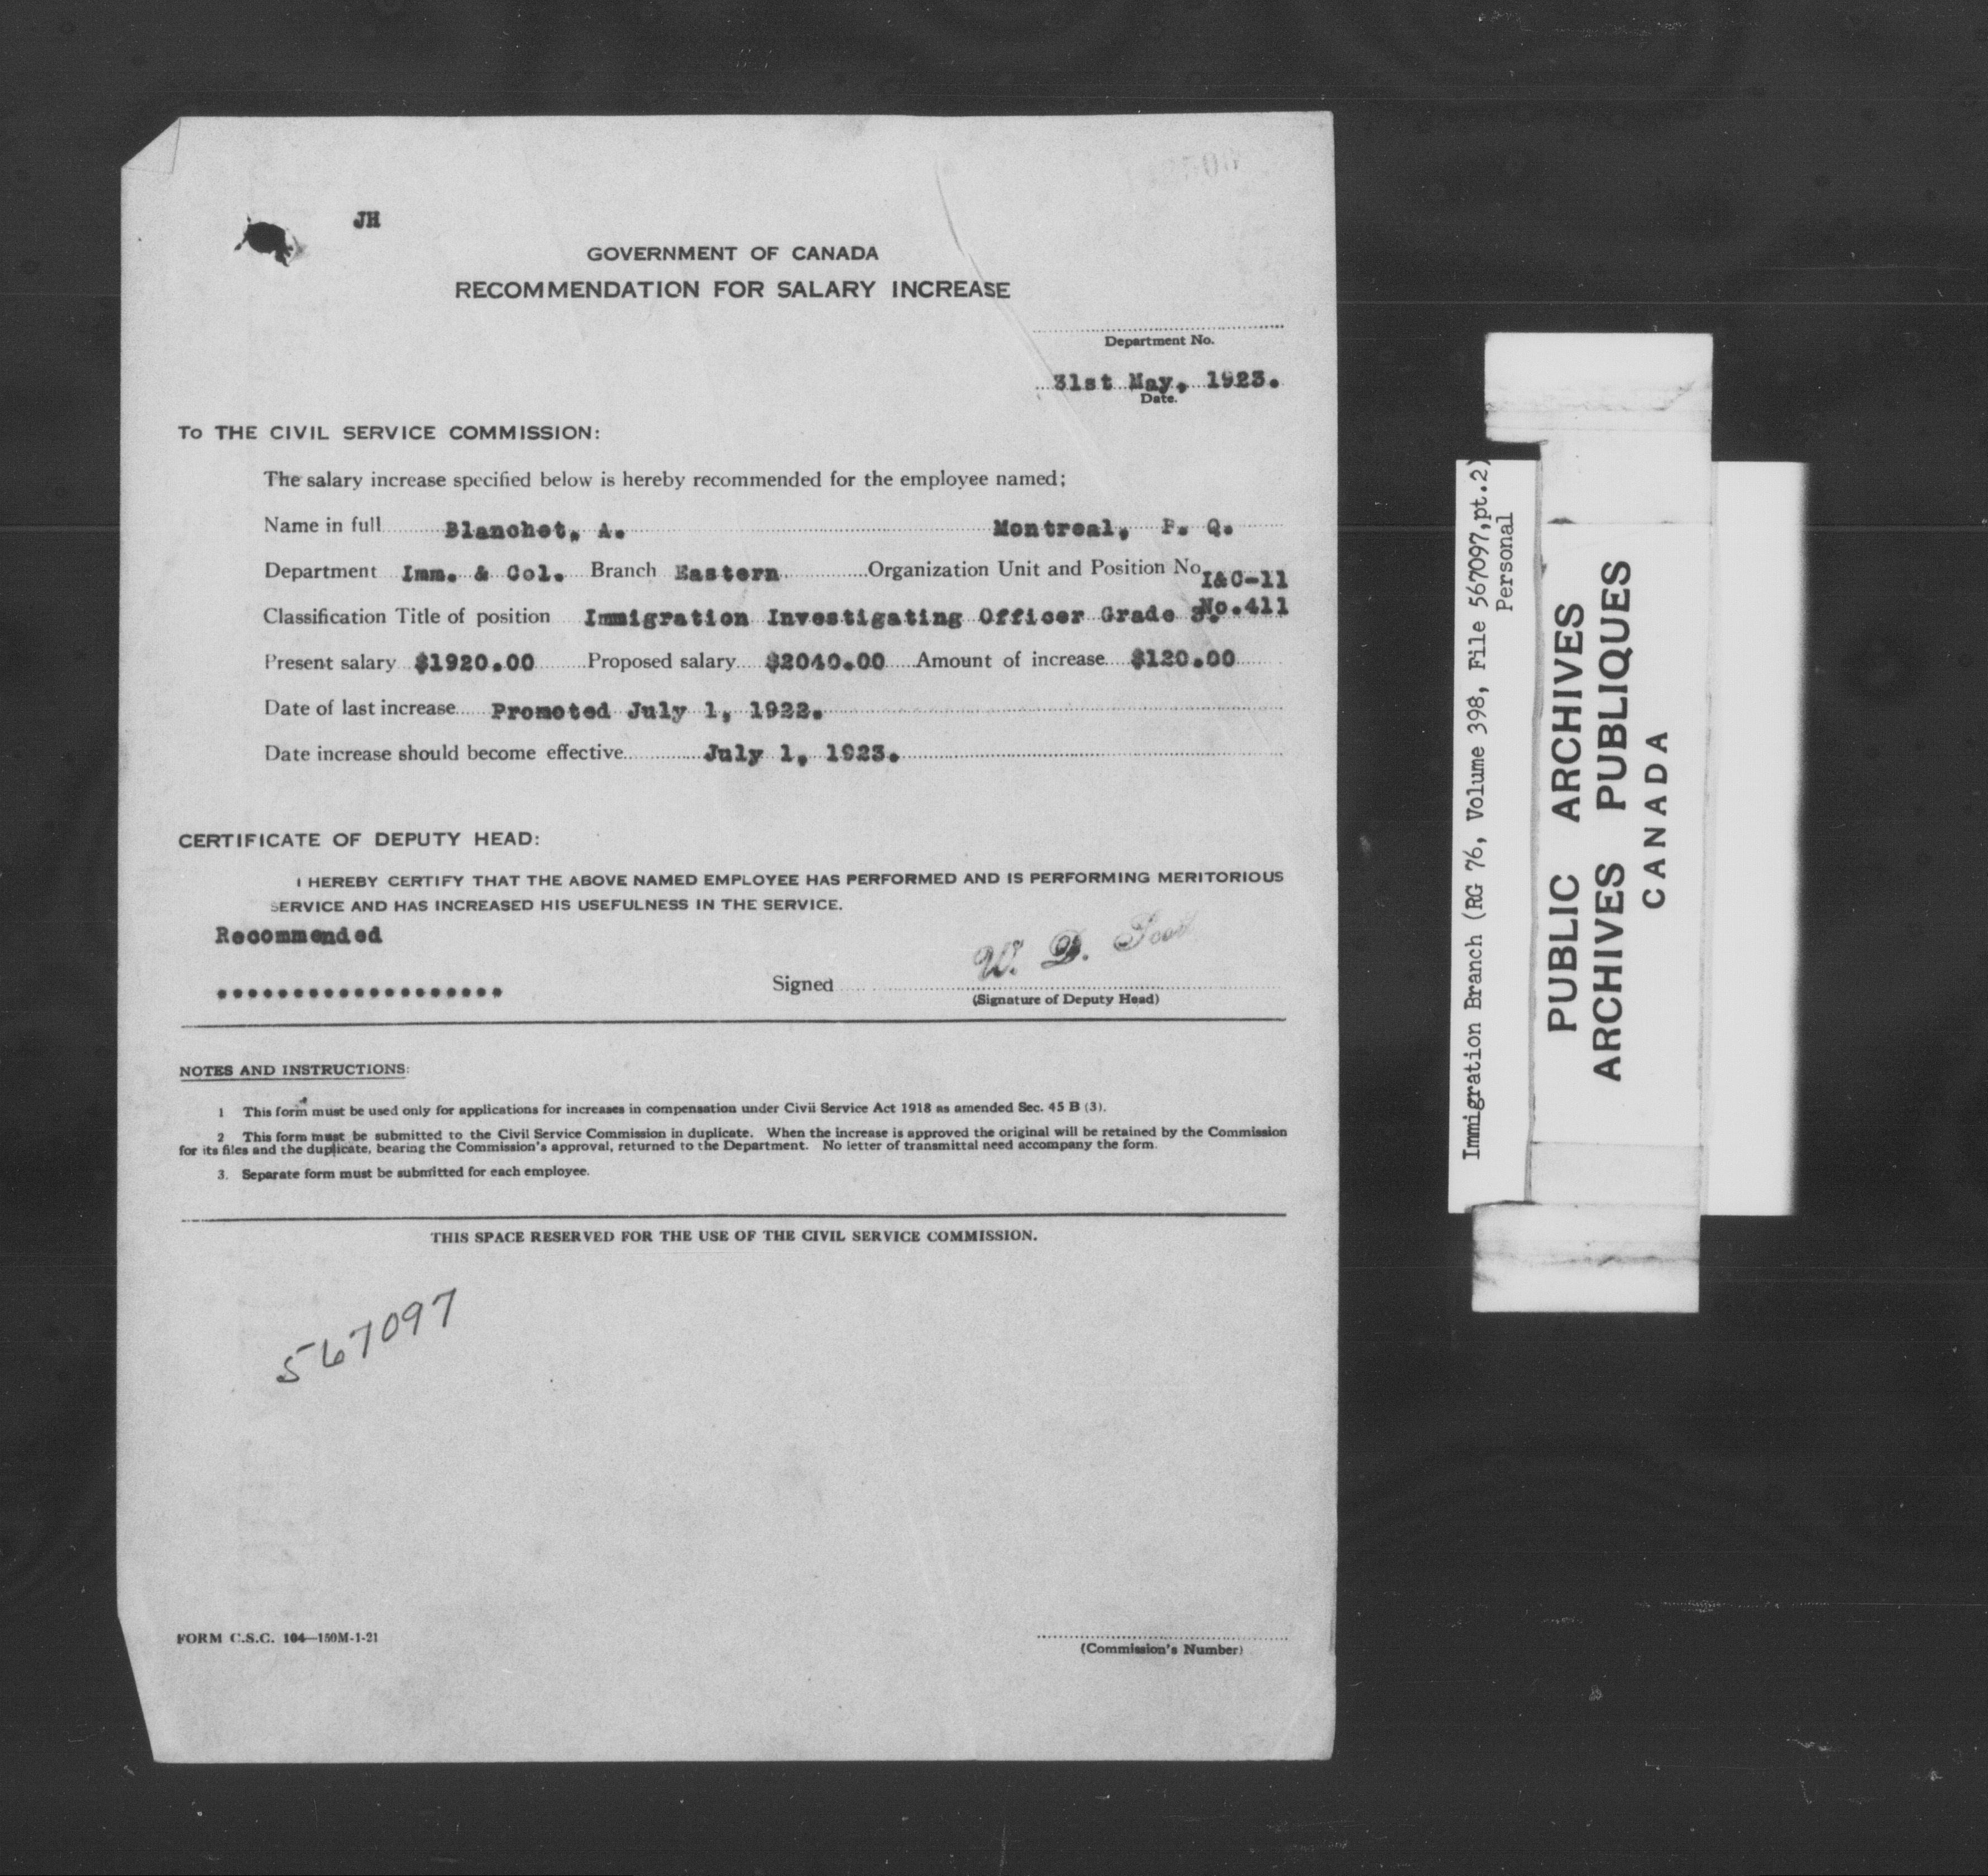 JH
GOVERNMENT OF CANADA
RECOMMENDATION FOR SALARY INCREASE
Department No.
31st May, 1923.
Date.
To THE CIVIL SERVICE COMMISSION:
The salary increase specified below is hereby recommended for the employee named;
Name in full Blanchet, A. Montreal, P. Q.
Department Imm. & Col. Branch Eastern Organization Unit and Position No. I&C-11
Classification Title of position Immigration Investigating Officer Grade 3. No.411
Present salary $1920.00 Proposed salary $2040.00 Amount of increase $120.00
Date of last increase Promoted July 1, 1922.
Date increase should become effective July 1, 1923.
CERTIFICATE OF DEPUTY HEAD:
I HEREBY CERTIFY THAT THE ABOVE NAMED EMPLOYEE HAS PERFORMED AND IS PERFORMING MERITORIOUS
SERVICE AND HAS INCREASED HIS USEFULNESS IN THE SERVICE.
Recommended
W. D. Scott
Signed
(Signature of Deputy Head)
NOTES AND INSTRUCTIONS:
1 This form must be used only for applications for increases in compensation under Civil Service Act 1918 as amended Sec. 45 B (3).
2 This form must be submitted to the Civil Service Commission in duplicate. When the increase is approved the original will be retained by the Commission
for its files and the duplicate, bearing the Commission's approval, returned to the Department. No letter of transmittal need accompany the form.
3. Separate form must be submitted for each employee.
THIS SPACE RESERVED FOR THE USE OF THE CIVIL SERVICE COMMISSION.
567097
FORM C.S.C. 104—150M-1-21
(Commission's Number)
Immigration Branch (RG 76, Volume 398, File 567097,pt.2)
Personal
PUBLIC ARCHIVES
ARCHIVES PUBLIQUES
CANADA